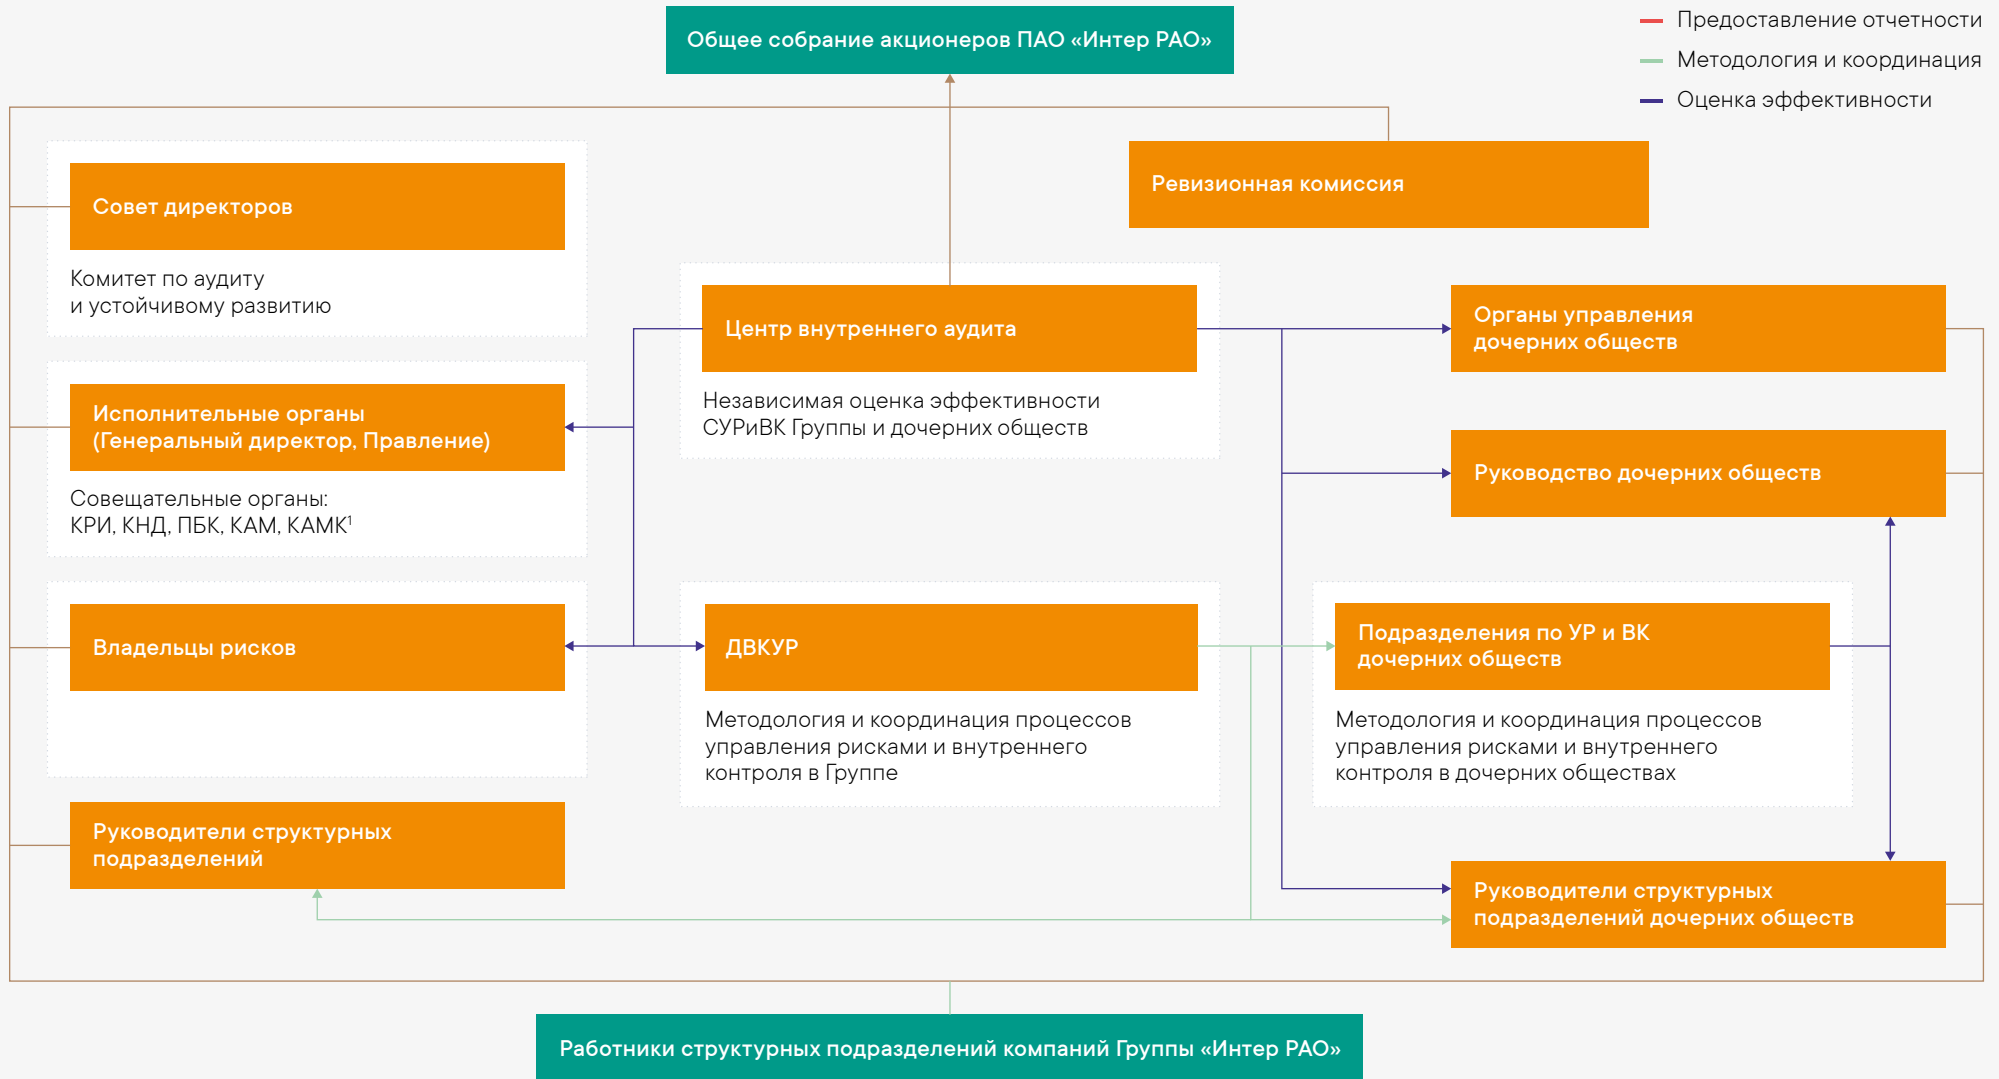 Общее собрание акционеров ПАО «Интер РАО»
Предоставление отчетности
Методология и координация
Оценка эффективности
Ревизионная комиссия
Совет директоров
Комитет по аудиту
и устойчивому развитию
Центр внутреннего аудита
Независимая оценка эффективности
СУРиВК Группы и дочерних обществ
Органы управления
дочерних обществ
Исполнительные органы
(Генеральный директор, Правление)
Совещательные органы:
КРИ, КНД, ПБК, КАМ, КАМК¹
Руководство дочерних обществ
Владельцы рисков
ДВКУР
Методология и координация процессов
управления рисками и внутреннего
контроля в Группе
Подразделения по УР и ВК
дочерних обществ
Методология и координация процессов
управления рисками и внутреннего
контроля в дочерних обществах
Руководители структурных
подразделений
Руководители структурных
подразделений дочерних обществ
Работники структурных подразделений компаний Группы «Интер РАО»